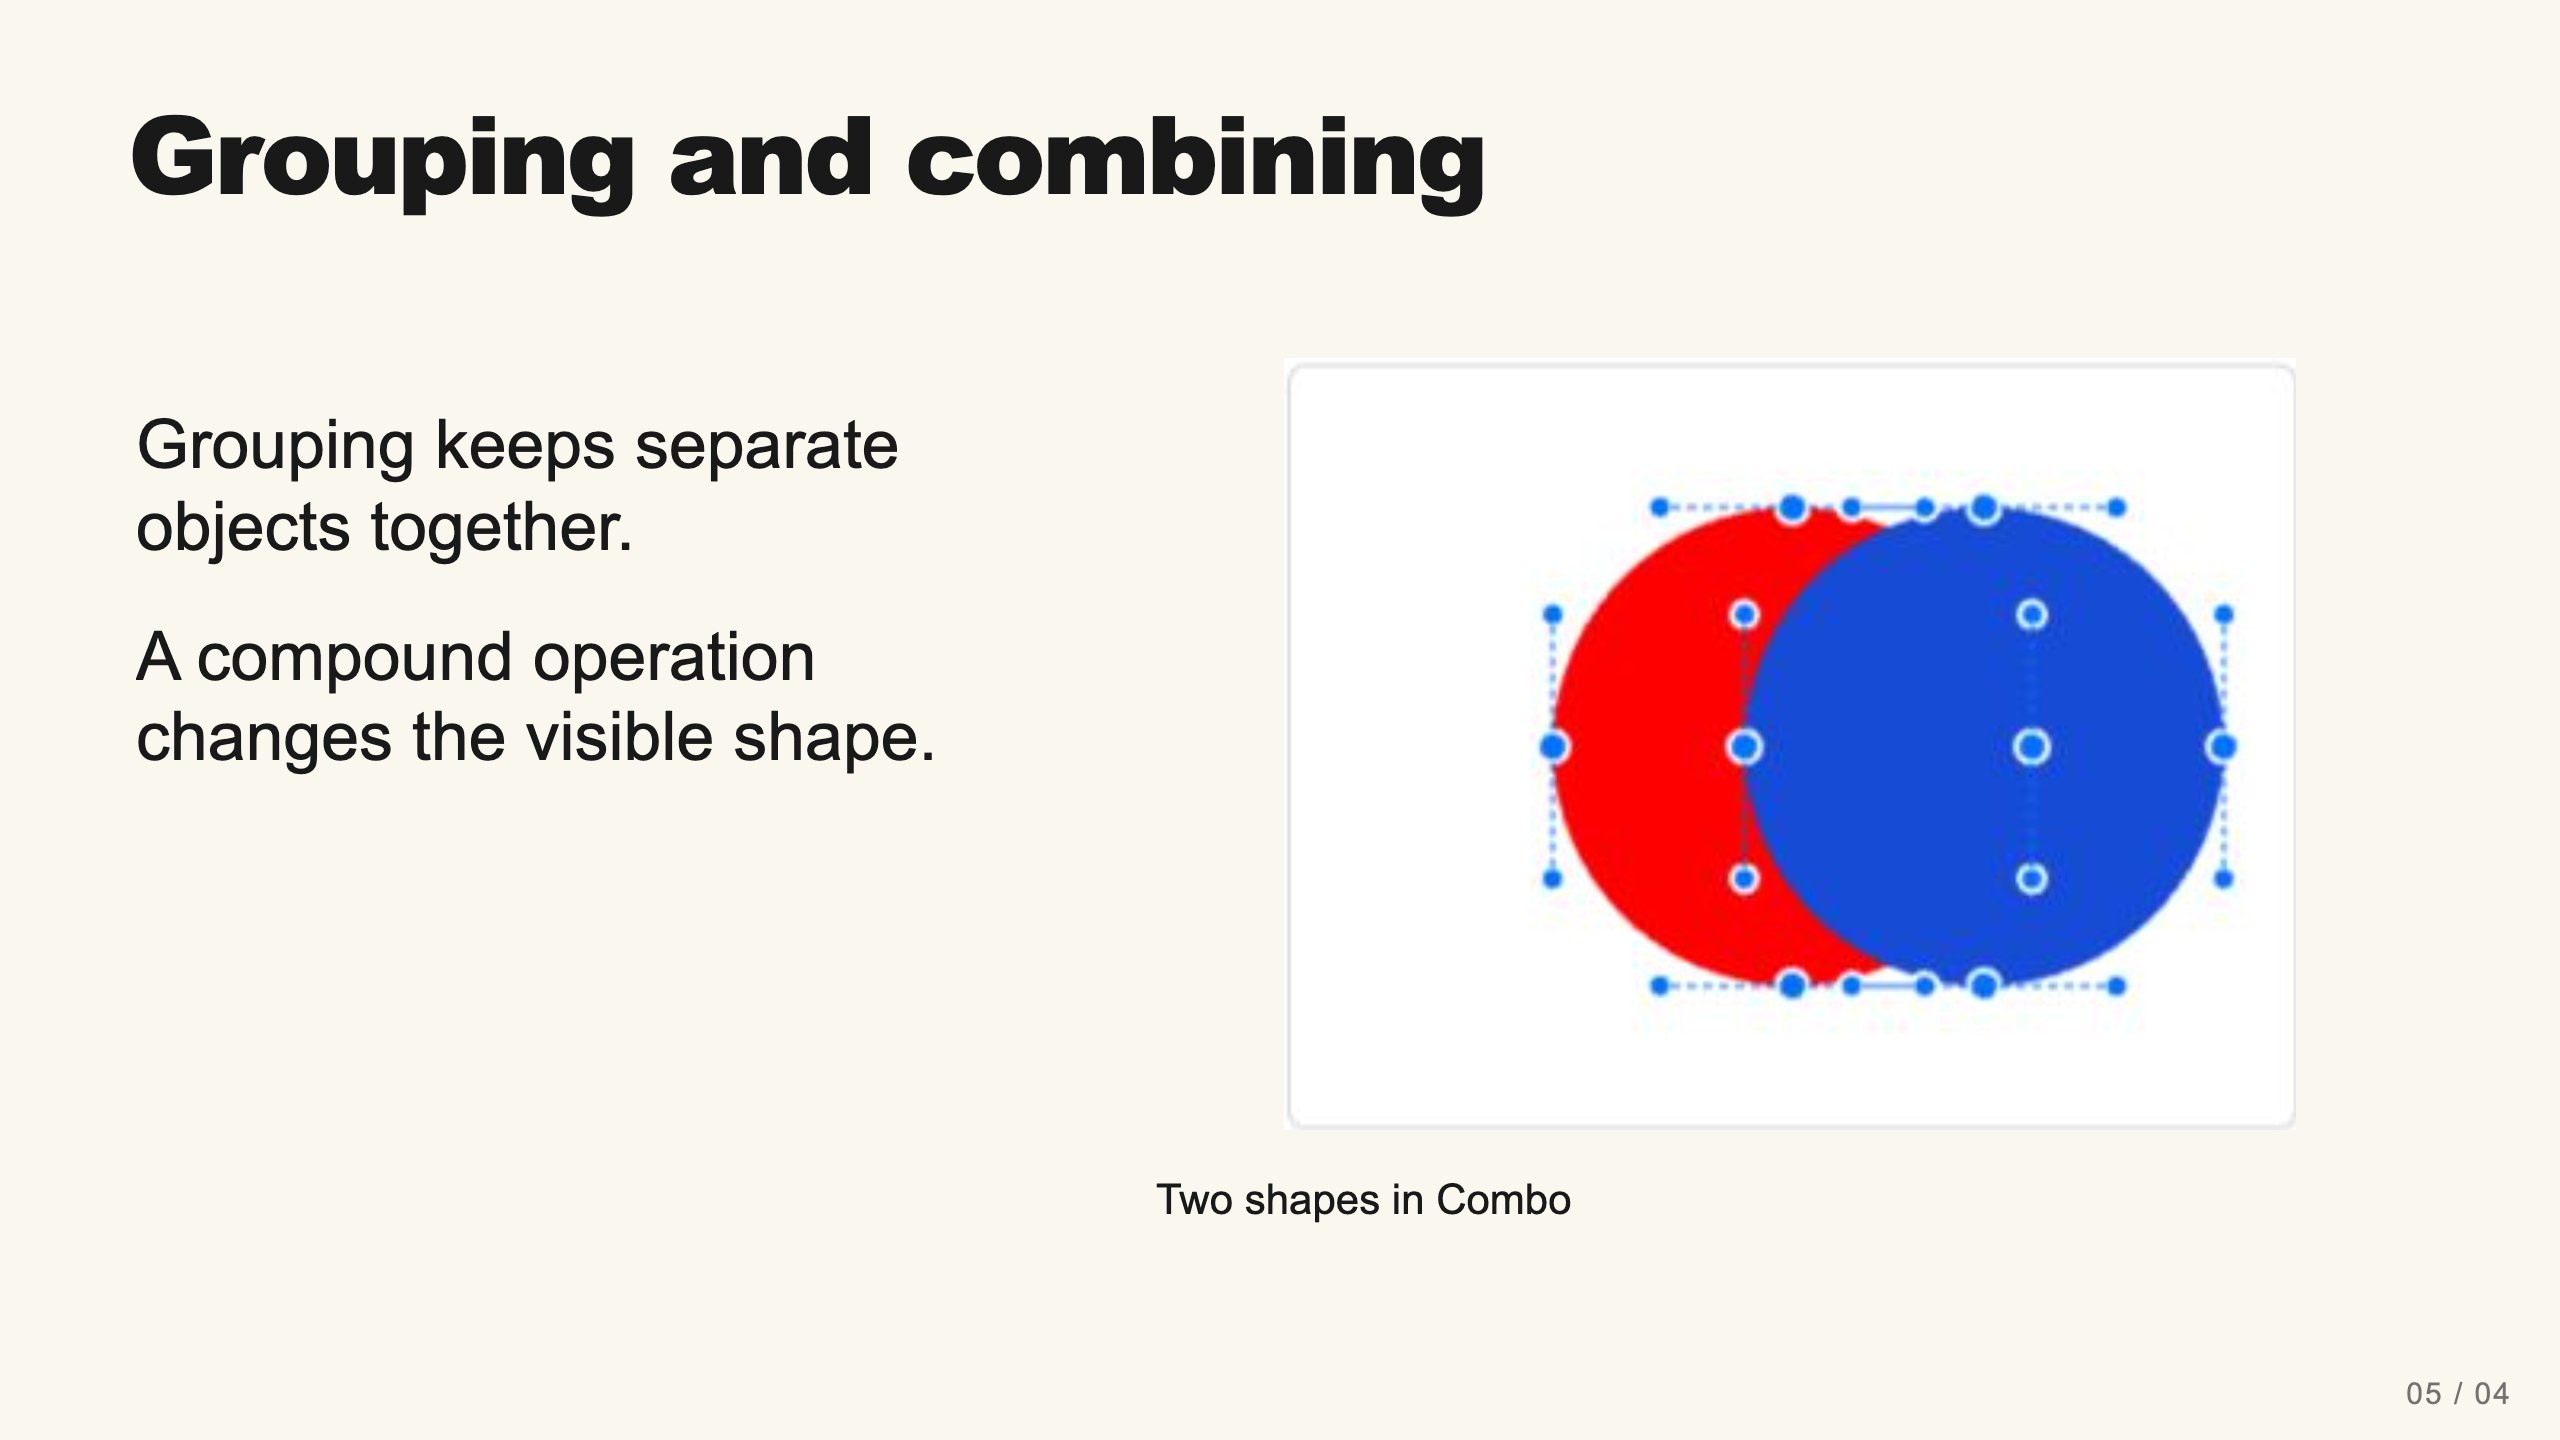 Grouping and combining
Grouping keeps separate
objects together.
A compound operation
changes the visible shape.
Two shapes in Combo
05 / 04